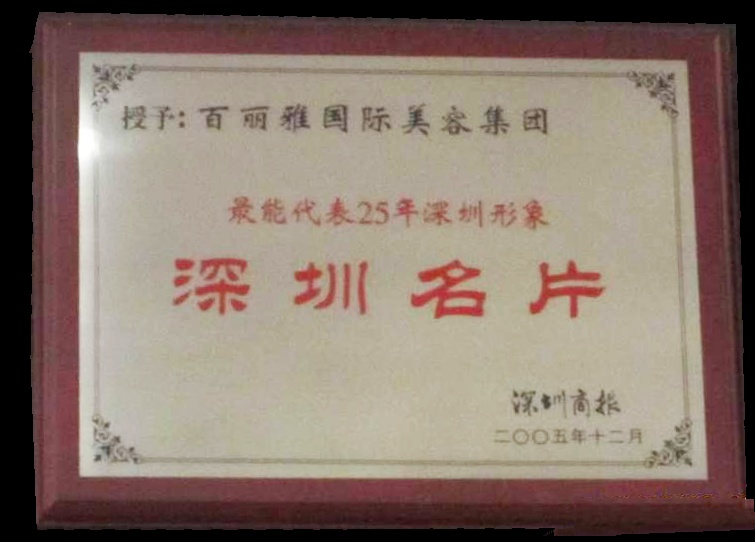 授予:百丽雅国际美容集团
最能代表25年深圳形象
深圳名片
深圳商报
二〇〇五年十二月